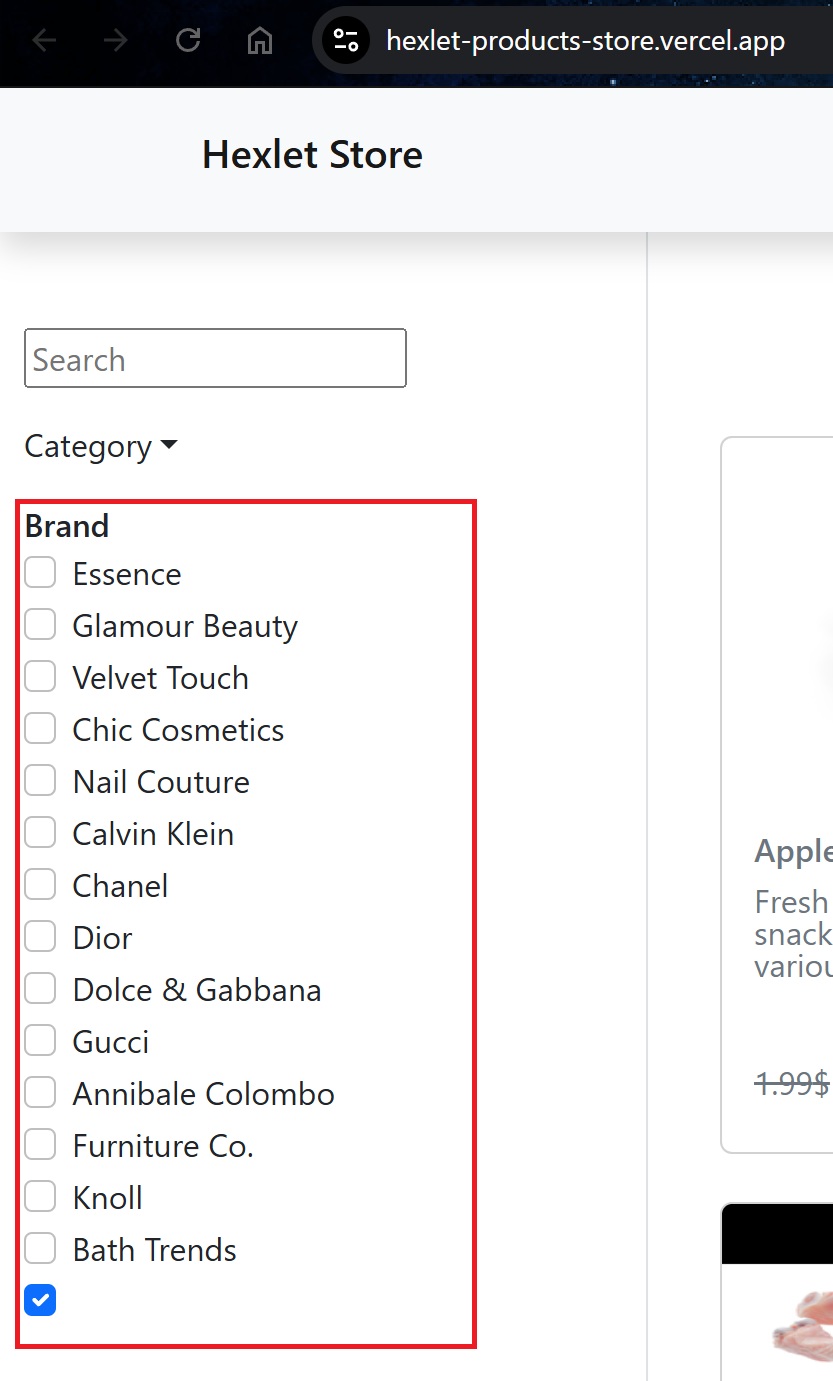 hexlet-products-store.vercel.app
Hexlet Store
Search
Category
Brand
Essence
Glamour Beauty
Velvet Touch
Chic Cosmetics
Nail Couture
Calvin Klein
Chanel
Dior
Dolce & Gabbana
Gucci
Annibale Colombo
Furniture Co.
Knoll
Bath Trends
Apple
Fresh
snack
variou
1.99$